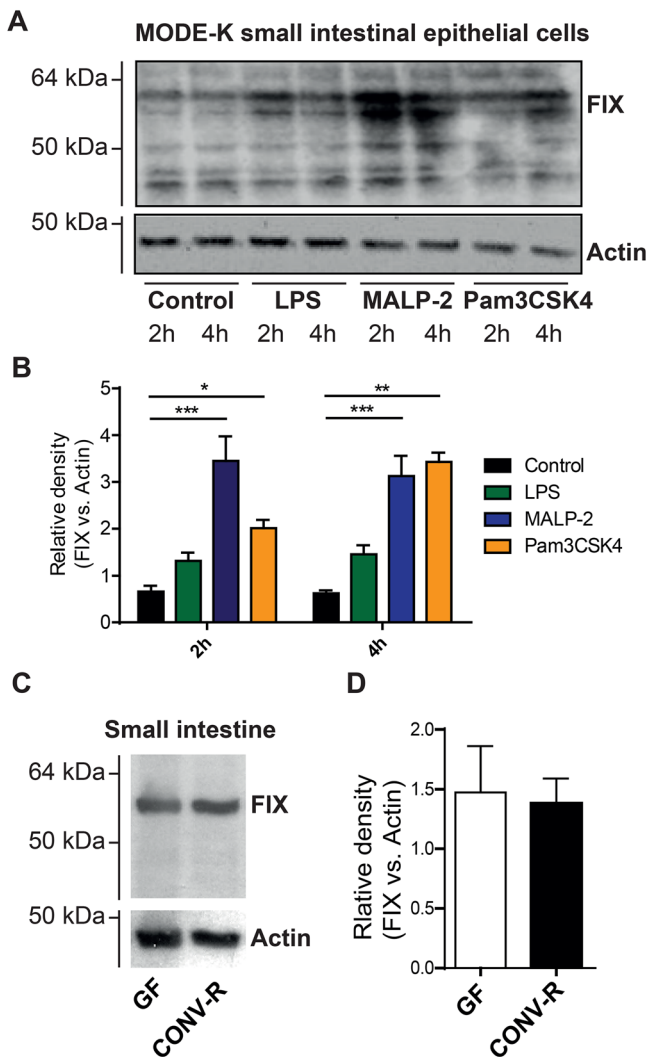 A
MODE-K small intestinal epithelial cells
64 kDa
FIX
50 kDa
50 kDa
Actin
Control LPS MALP-2 Pam3CSK4
2h 4h 2h 4h 2h 4h 2h 4h
B
Relative density
(FIX vs. Actin)
5
4
3
2
1
0
*
***
**
***
2h 4h
Control
LPS
MALP-2
Pam3CSK4
C
Small intestine
64 kDa
FIX
50 kDa
50 kDa
Actin
GF CONV-R
D
Rlative density
(FIX vs. Actin)
2.0
1.5
1.0
0.5
0.0
GF CONV-R